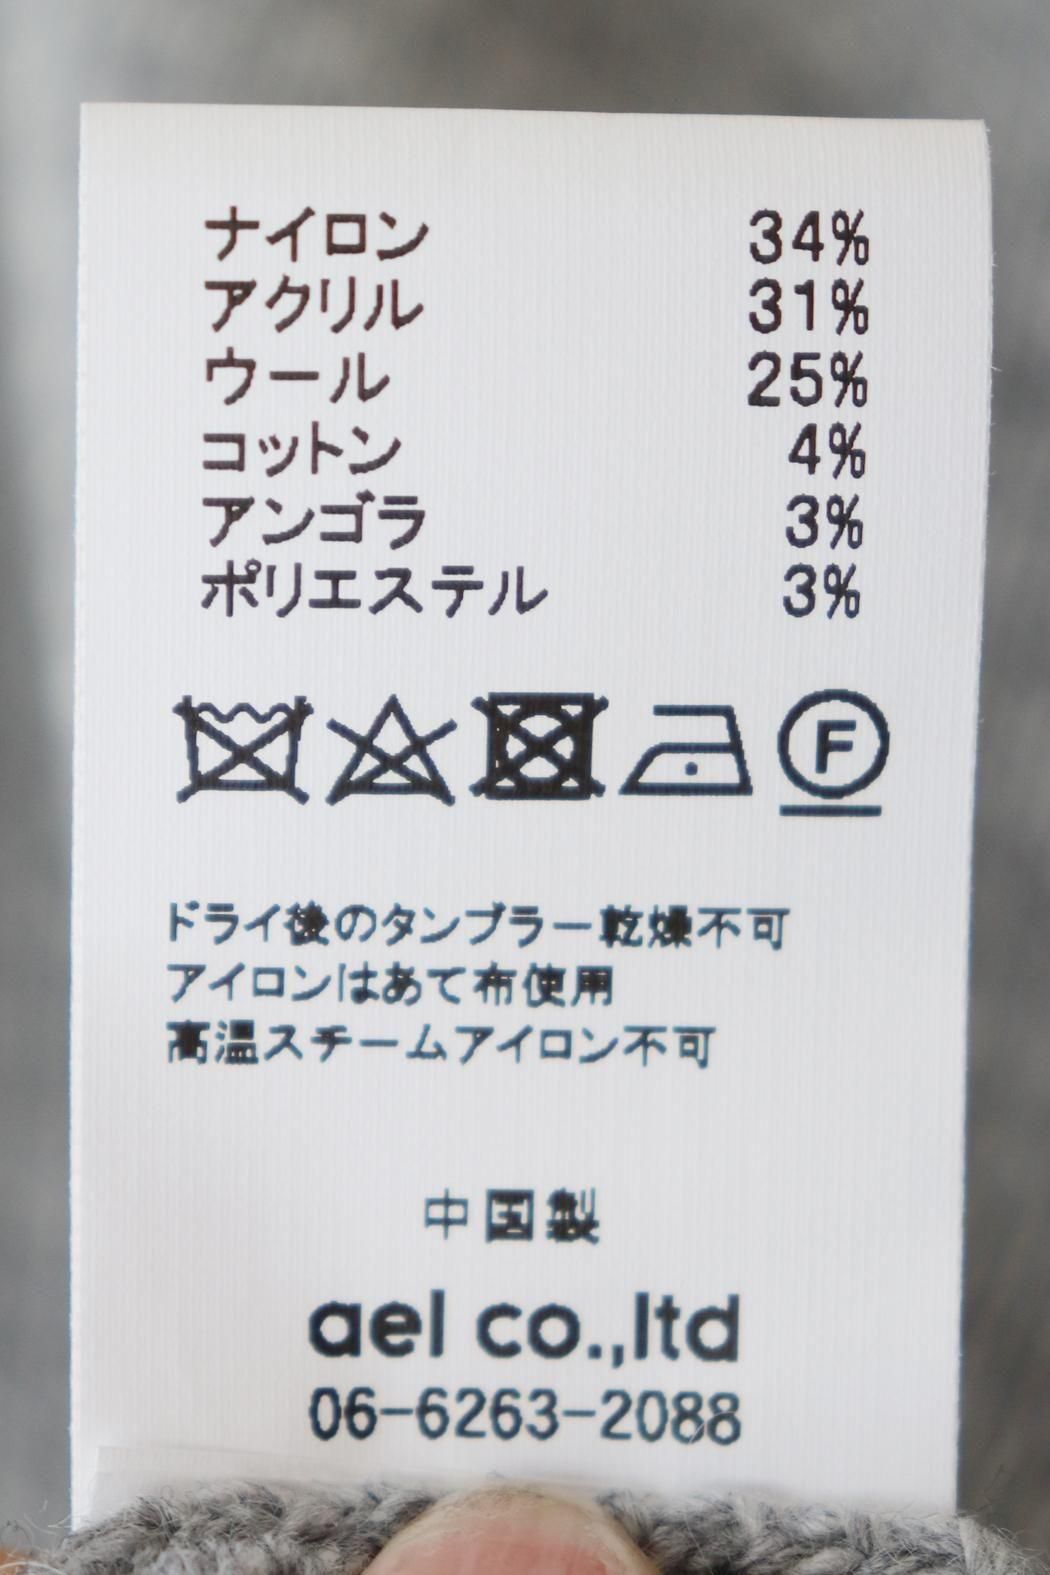 ナイロン 34%
アクリル 31%
ウール 25%
コットン 4%
アンゴラ 3%
ポリエステル 3%
F
ドライ後のタンブラー乾燥不可
アイロンはあて布使用
高温スチームアイロン不可
中国製
ael co.,ltd
06-6263-2088